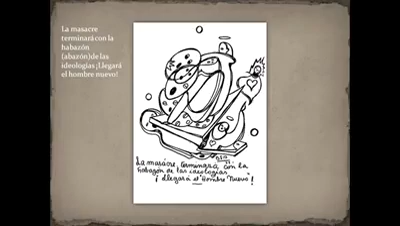 La masacre
terminará con la
habazón
(abazón)de las
ideologías ¡Llegará
el hombre nuevo!
La masacre terminará con la
habazón de las ideologías
¡ Llegará el Hombre Nuevo !